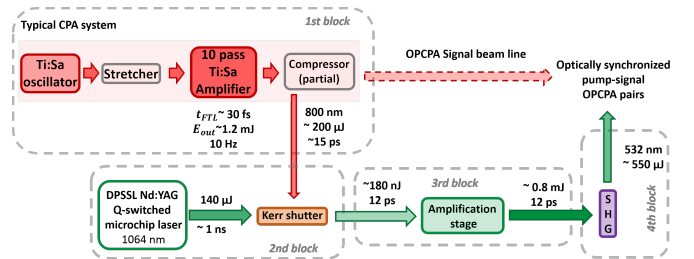 Typical CPA system
1st block
Ti:Sa
oscillator
Stretcher
10 pass
Ti:Sa
Amplifier
Compressor
(partial)
OPCPA Signal beam line
Optically synchronized
pump-signal
OPCPA pairs
t_FTL ~ 30 fs
E_out ~1.2 mJ
10 Hz
800 nm
~ 200 µJ
~15 ps
532 nm
~ 550 µJ
DPSSL Nd:YAG
Q-switched
microchip laser
1064 nm
140 µJ
~ 1 ns
Kerr shutter
2nd block
~180 nJ
12 ps
3rd block
Amplification
stage
~ 0.8 mJ
12 ps
S
H
G
4th block